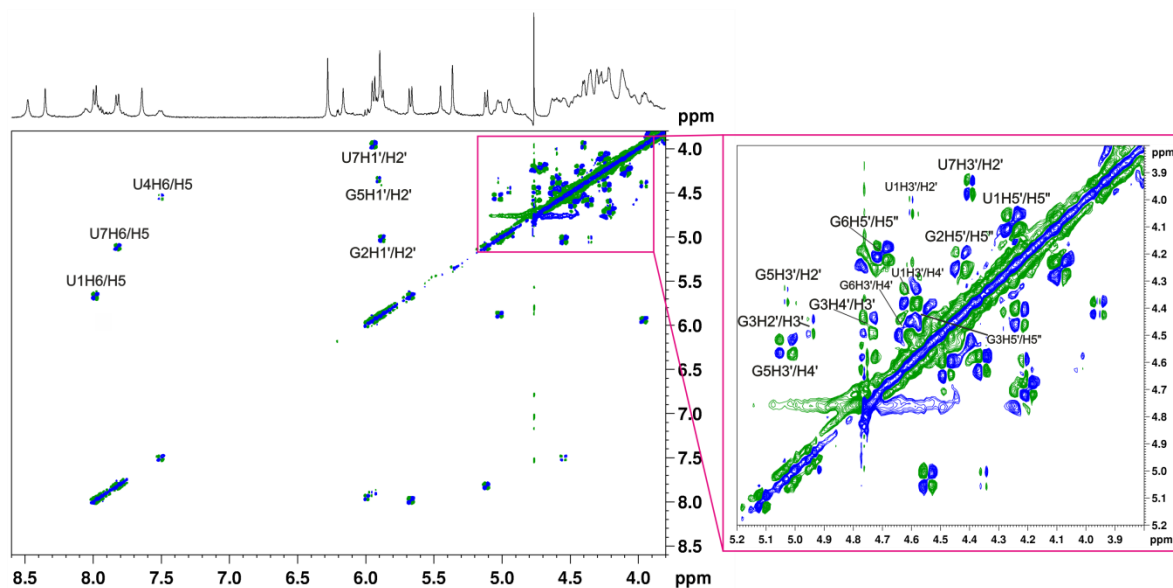 ppm
4.0
4.5
5.0
5.5
6.0
6.5
7.0
7.5
8.0
8.5
U7H1'/H2'
U4H6/H5
G5H1'/H2'
U7H6/H5
G2H1'/H2'
U1H6/H5
8.0 7.5 7.0 6.5 6.0 5.5 5.0 4.5 4.0 ppm
ppm
3.9
4.0
4.1
4.2
4.3
4.4
4.5
4.6
4.7
4.8
4.9
5.0
5.1
5.2
U7H3'/H2'
U1H3'/H2'
U1H5'/H5"
G6H5'/H5"
G2H5'/H5"
G5H3'/H2'
U1H3'/H4'
G6H3'/H4'
G3H4'/H3'
G3H2'/H3'
G3H5'/H5"
G5H3'/H4'
5.2 5.1 5.0 4.9 4.8 4.7 4.6 4.5 4.4 4.3 4.2 4.1 4.0 3.9 ppm